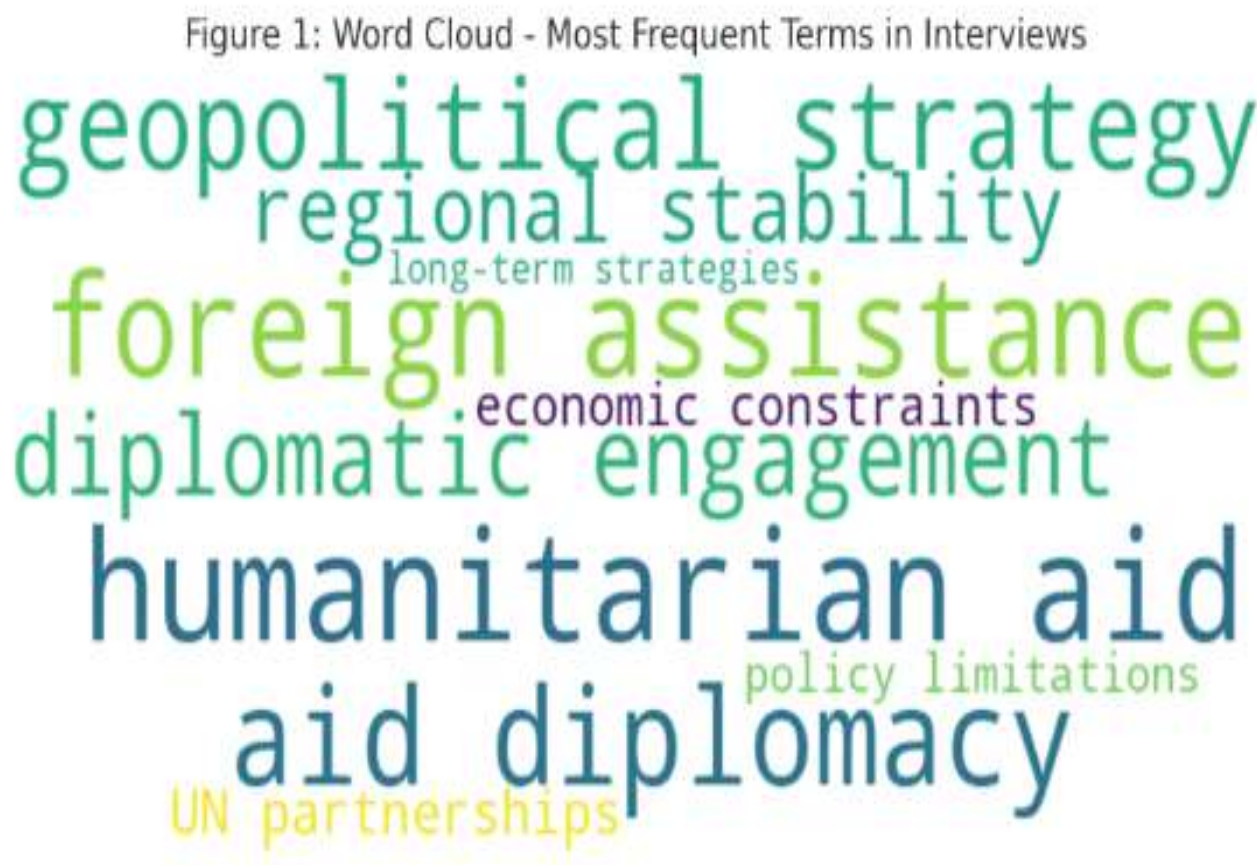 Figure 1: Word Cloud - Most Frequent Terms in Interviews
geopolitical strategy
regional stability
long-term strategies
foreign assistance
economic constraints
diplomatic engagement
humanitarian aid
policy limitations
aid diplomacy
UN partnerships